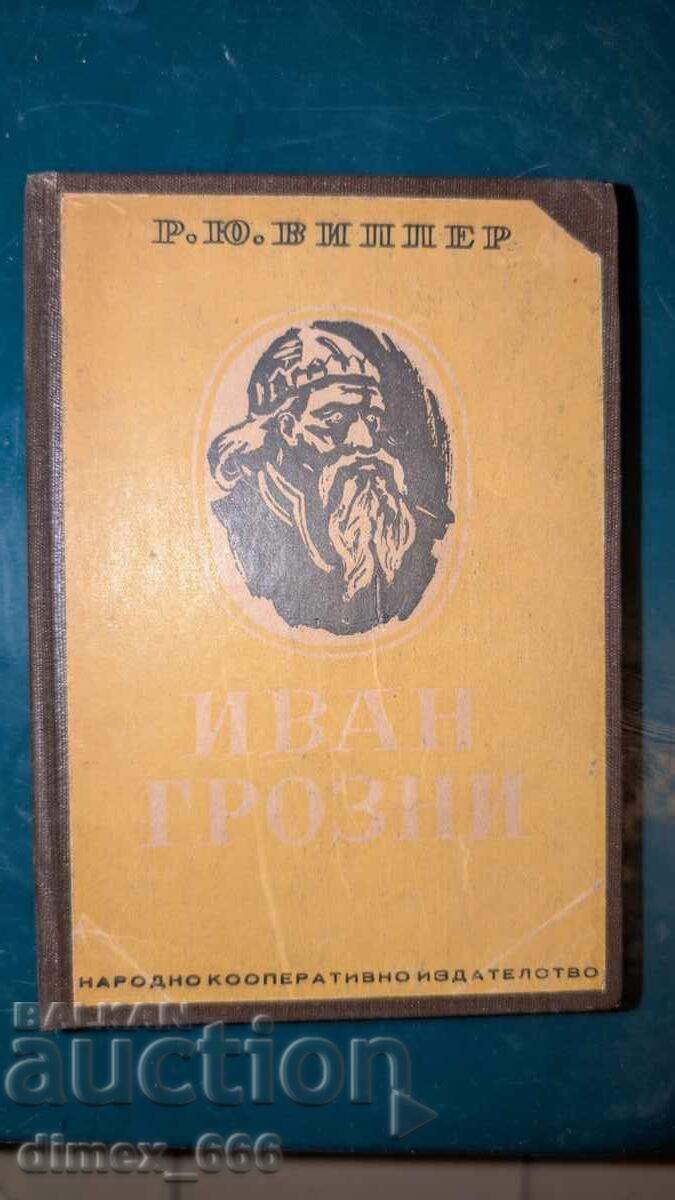 Р.Ю.ВИППЕР
ИВАН
ГРОЗНИ
НАРОДНО КООПЕРАТИВНО ИЗДАТЕЛСТВО
BALKAN
auction
dimex_666